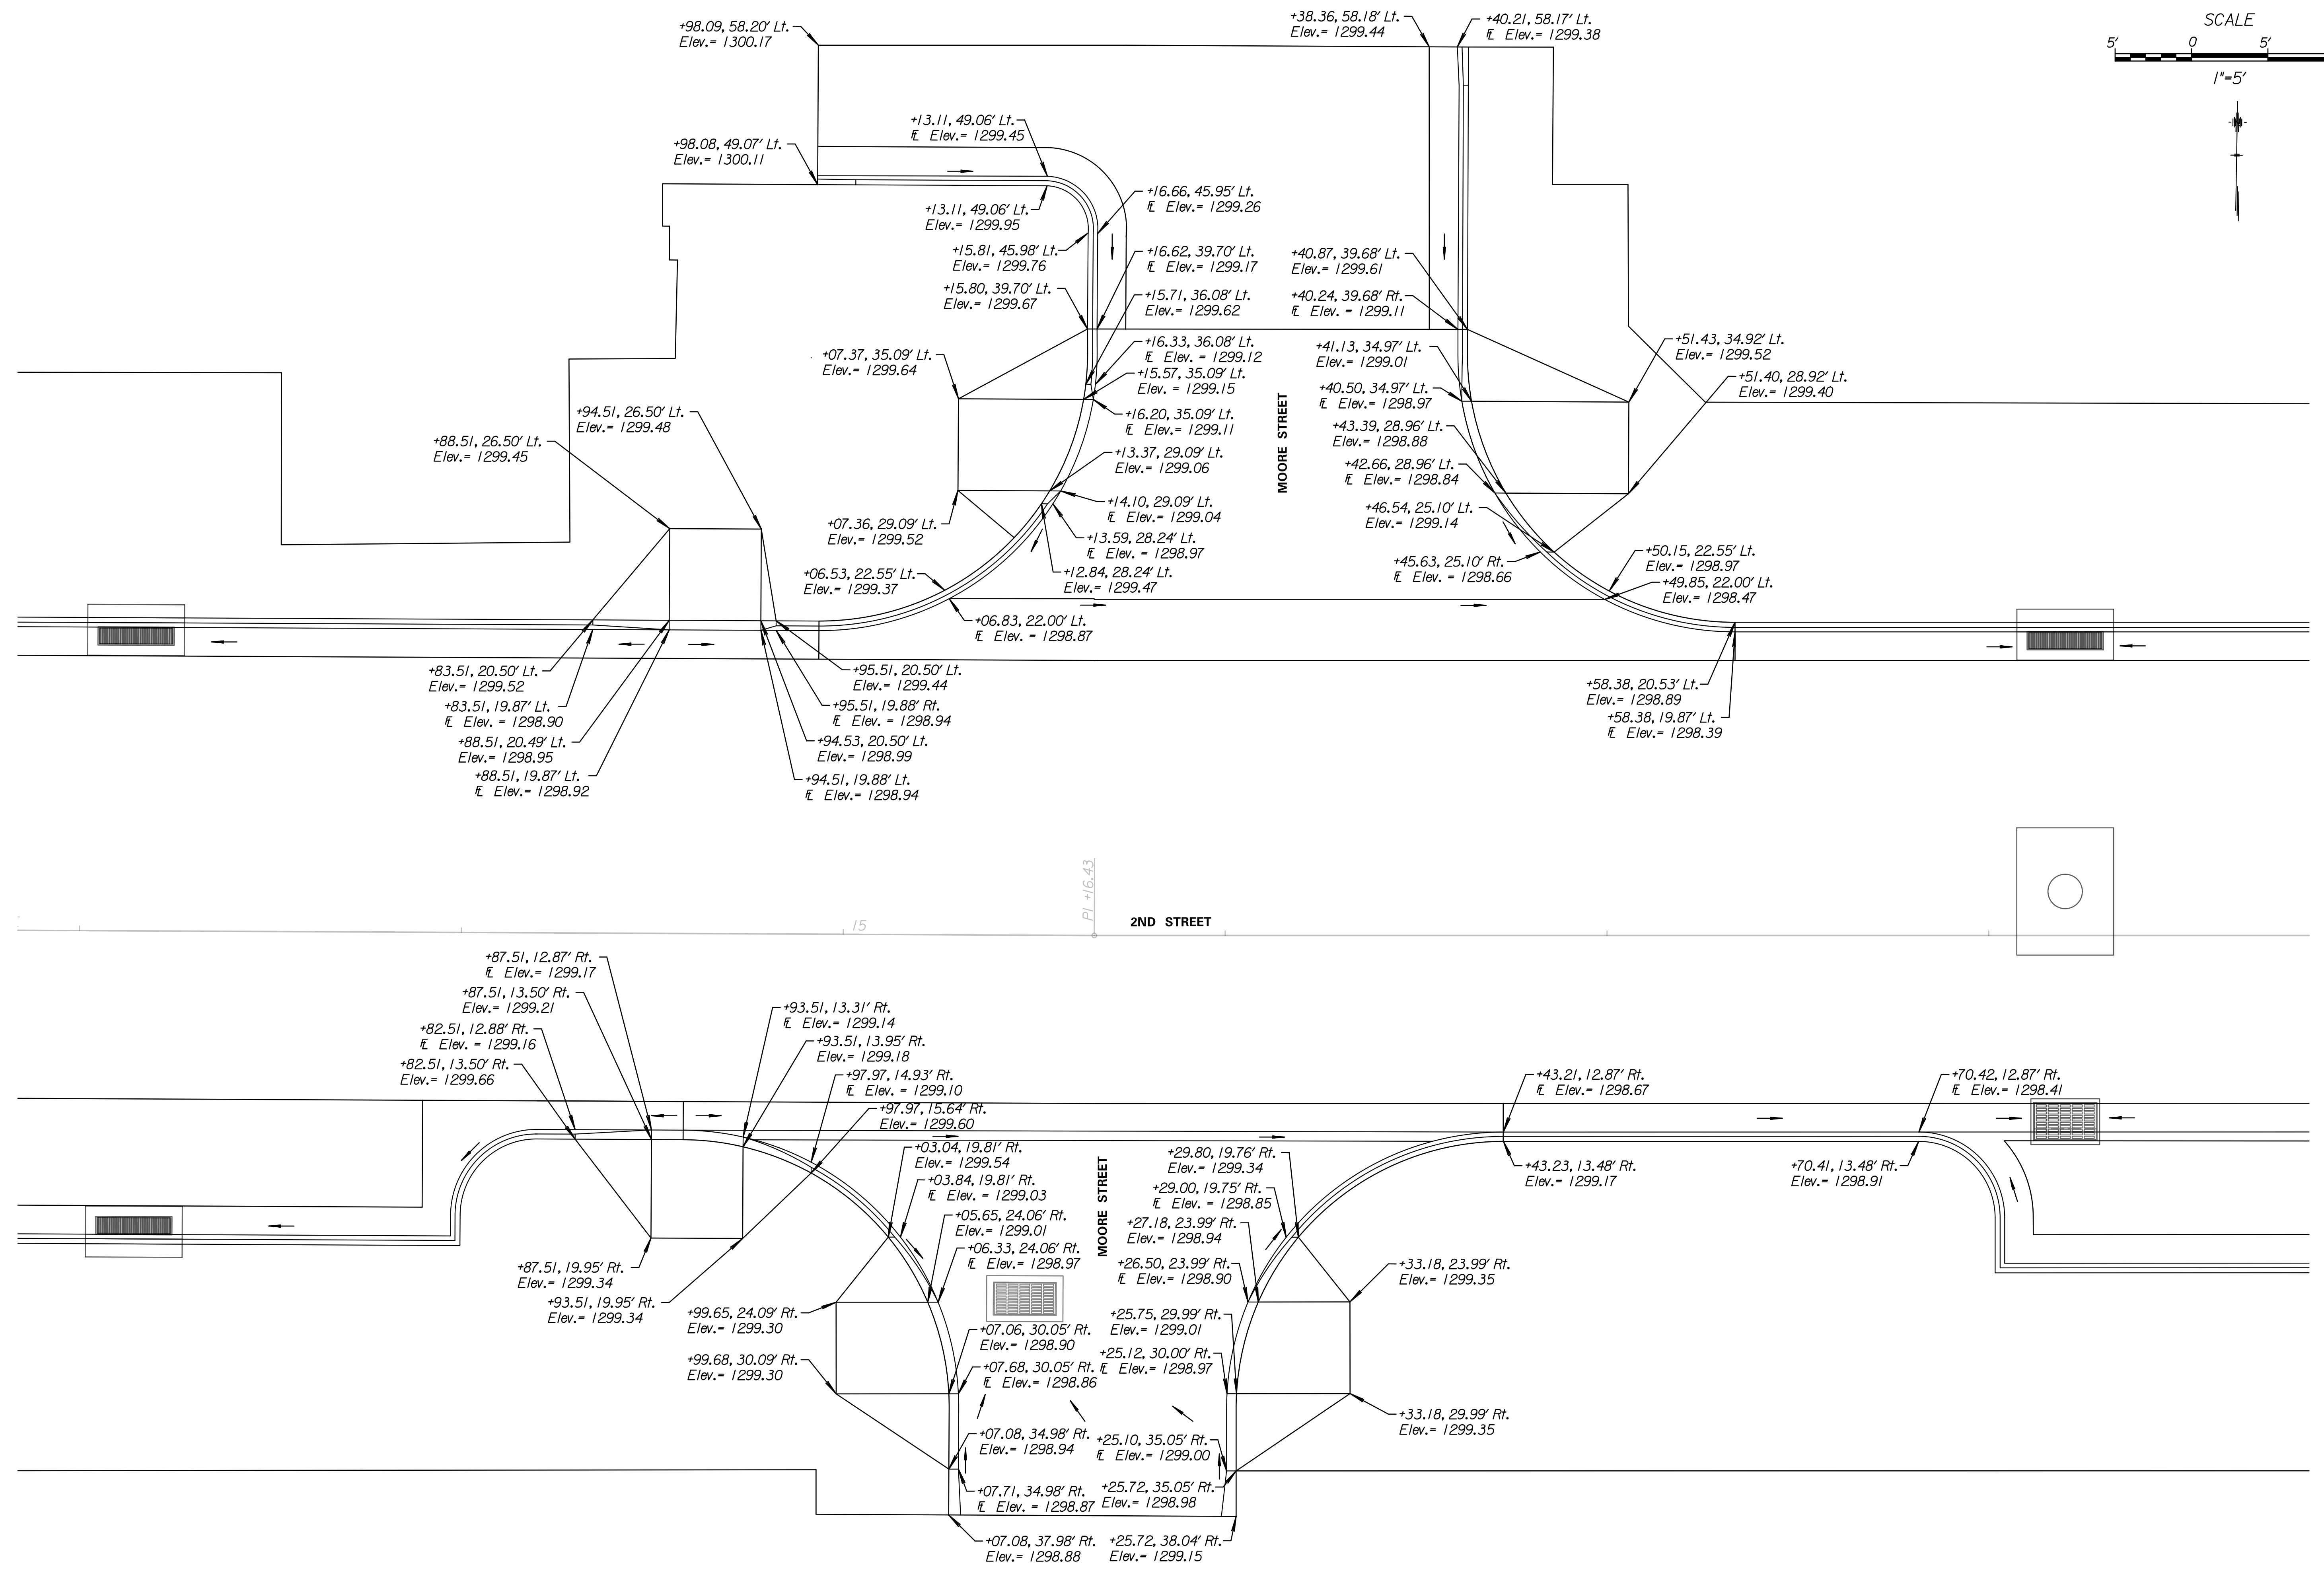 +98.09, 58.20' Lt.
Elev.= 1300.17
+38.36, 58.18' Lt.
Elev.= 1299.44
+40.21, 58.17' Lt.
FL Elev.= 1299.38
SCALE
5' 0 5'
1"=5'
+98.08, 49.07' Lt.
Elev.= 1300.11
+13.11, 49.06' Lt.
FL Elev.= 1299.45
+13.11, 49.06' Lt.
Elev.= 1299.95
+16.66, 45.95' Lt.
FL Elev.= 1299.26
+15.81, 45.98' Lt.
Elev.= 1299.76
+16.62, 39.70' Lt.
FL Elev.= 1299.17
+15.80, 39.70' Lt.
Elev.= 1299.67
+15.71, 36.08' Lt.
Elev.= 1299.62
+40.87, 39.68' Lt.
Elev.= 1299.61
+40.24, 39.68' Rt.
FL Elev.= 1299.11
+07.37, 35.09' Lt.
Elev.= 1299.64
+16.33, 36.08' Lt.
FL Elev. = 1299.12
+15.57, 35.09' Lt.
Elev.= 1299.15
+16.20, 35.09' Lt.
FL Elev.= 1299.11
+41.13, 34.97' Lt.
Elev.= 1299.01
+40.50, 34.97' Lt.
FL Elev.= 1298.97
+51.43, 34.92' Lt.
Elev.= 1299.52
+51.40, 28.92' Lt.
Elev.= 1299.40
+94.51, 26.50' Lt.
Elev.= 1299.48
+88.51, 26.50' Lt.
Elev.= 1299.45
+13.37, 29.09' Lt.
Elev.= 1299.06
+14.10, 29.09' Lt.
FL Elev.= 1299.04
+13.59, 28.24' Lt.
FL Elev.= 1298.97
+12.84, 28.24' Lt.
Elev.= 1299.47
MOORE STREET
+43.39, 28.96' Lt.
Elev.= 1298.88
+42.66, 28.96' Lt.
FL Elev.= 1298.84
+46.54, 25.10' Lt.
Elev.= 1299.14
+45.63, 25.10' Rt.
FL Elev.= 1298.66
+07.36, 29.09' Lt.
Elev.= 1299.52
+06.53, 22.55' Lt.
Elev.= 1299.37
+06.83, 22.00' Lt.
FL Elev.= 1298.87
+50.15, 22.55' Lt.
Elev.= 1298.97
+49.85, 22.00' Lt.
FL Elev.= 1298.47
+83.51, 20.50' Lt.
Elev.= 1299.52
+83.51, 19.87' Lt.
FL Elev. = 1298.90
+88.51, 20.49' Lt.
Elev.= 1298.95
+88.51, 19.87' Lt.
FL Elev.= 1298.92
+95.51, 20.50' Lt.
Elev.= 1299.44
+95.51, 19.88' Rt.
FL Elev. = 1298.94
+94.53, 20.50' Lt.
Elev.= 1298.99
+94.51, 19.88' Lt.
FL Elev.= 1298.94
+58.38, 20.53' Lt.
Elev.= 1298.89
+58.38, 19.87' Lt.
FL Elev.= 1298.39
PI +16.43
15
2ND STREET
+87.51, 12.87' Rt.
FL Elev. = 1299.17
+87.51, 13.50' Rt.
Elev.= 1299.21
+82.51, 12.88' Rt.
FL Elev. = 1299.16
+82.51, 13.50' Rt.
Elev.= 1299.66
+93.51, 13.31' Rt.
FL Elev. = 1299.14
+93.51, 13.95' Rt.
Elev.= 1299.18
+97.97, 14.93' Rt.
FL Elev. = 1299.10
+97.97, 15.64' Rt.
Elev.= 1299.60
+03.04, 19.81' Rt.
Elev.= 1299.54
+03.84, 19.81' Rt.
FL Elev.= 1299.03
+05.65, 24.06' Rt.
Elev.= 1299.01
+06.33, 24.06' Rt.
FL Elev.= 1298.97
MOORE STREET
+29.80, 19.76' Rt.
Elev.= 1299.34
+29.00, 19.75' Rt.
FL Elev.= 1298.85
+27.18, 23.99' Rt.
Elev.= 1298.94
+26.50, 23.99' Rt.
FL Elev.= 1298.90
+43.21, 12.87' Rt.
FL Elev.= 1298.67
+43.23, 13.48' Rt.
Elev.= 1299.17
+70.42, 12.87' Rt.
FL Elev.= 1298.41
+70.41, 13.48' Rt.
Elev.= 1298.91
+87.51, 19.95' Rt.
Elev.= 1299.34
+93.51, 19.95' Rt.
Elev.= 1299.34
+99.65, 24.09' Rt.
Elev.= 1299.30
+99.68, 30.09' Rt.
Elev.= 1299.30
+07.06, 30.05' Rt.
Elev.= 1298.90
+07.68, 30.05' Rt.
FL Elev.= 1298.86
+25.75, 29.99' Rt.
Elev.= 1299.01
+25.12, 30.00' Rt.
FL Elev.= 1298.97
+33.18, 23.99' Rt.
Elev.= 1299.35
+33.18, 29.99' Rt.
Elev.= 1299.35
+07.08, 34.98' Rt.
Elev.= 1298.94
+25.10, 35.05' Rt.
FL Elev.= 1299.00
+07.71, 34.98' Rt.
FL Elev. = 1298.87
+25.72, 35.05' Rt.
Elev.= 1298.98
+07.08, 37.98' Rt.
Elev.= 1298.88
+25.72, 38.04' Rt.
Elev.= 1299.15